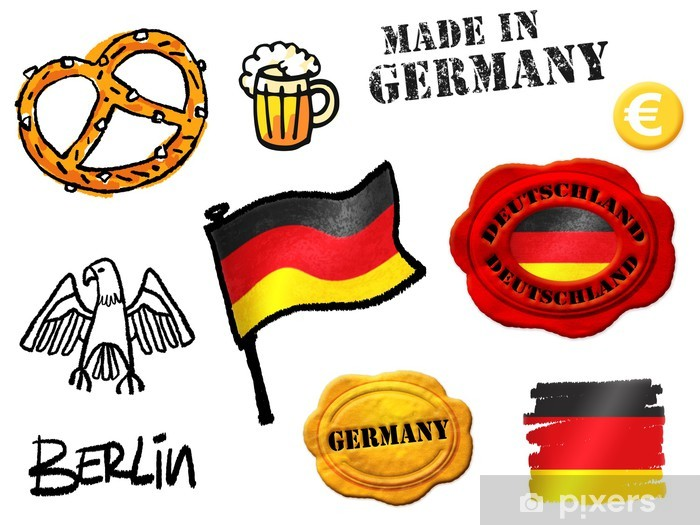 MADE IN
GERMANY
€
DEUTSCHLAND
DEUTSCHLAND
GERMANY
BERLIN
pixers